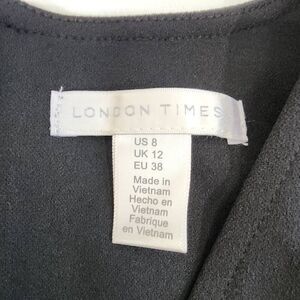 LONDON TIMES
US 8
UK 12
EU 38
Made in
Vietnam
Hecho en
Vietnam
Fabrique
en Vietnam